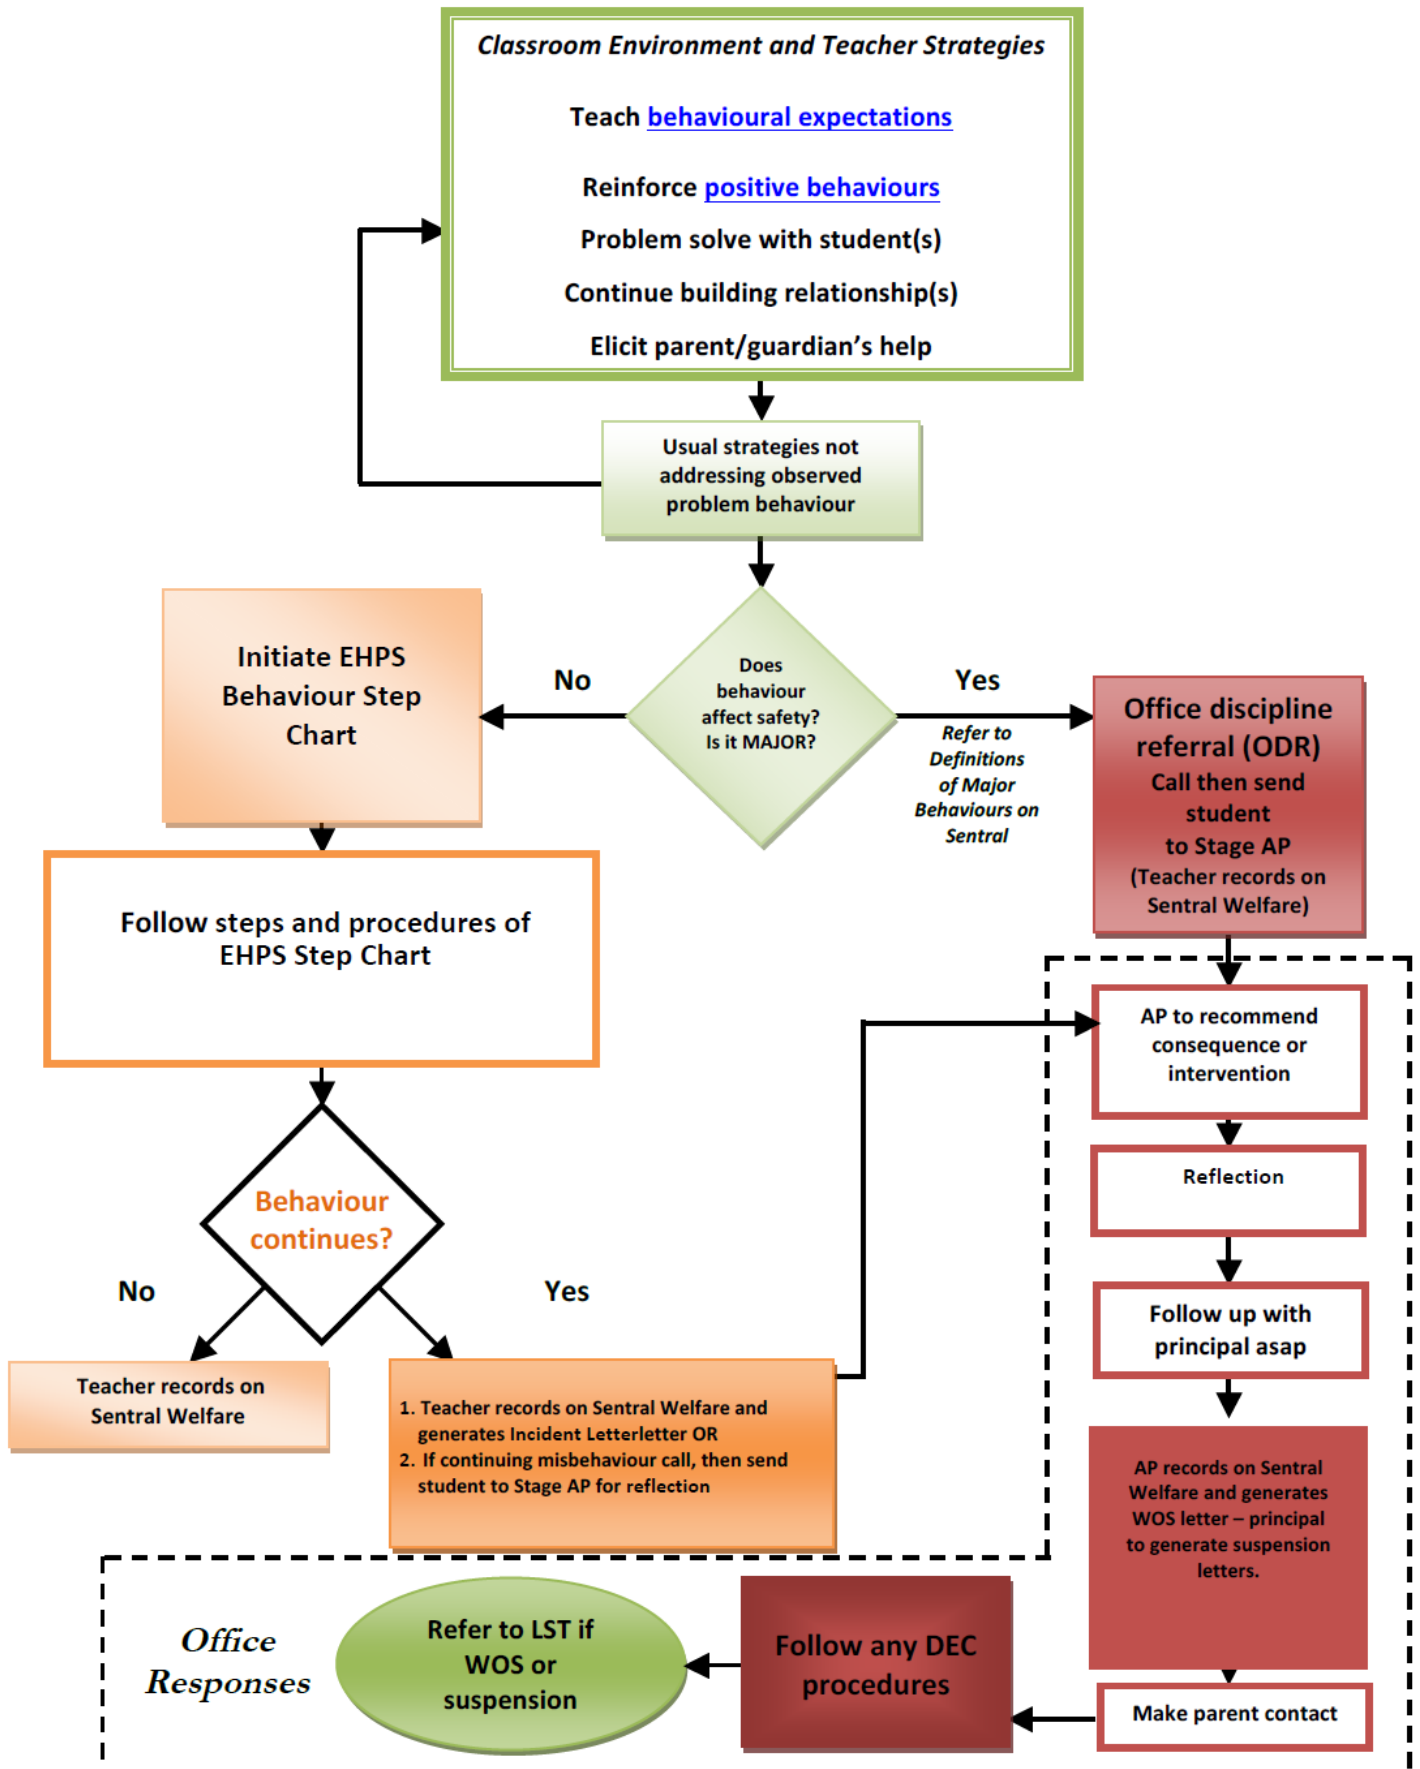 Classroom Environment and Teacher Strategies
Teach behavioural expectations
Reinforce positive behaviours
Problem solve with student(s)
Continue building relationship(s)
Elicit parent/guardian's help
Usual strategies not
addressing observed
problem behaviour
Does
behaviour
affect safety?
Is it MAJOR?
No
Yes
Refer to
Definitions
of Major
Behaviours on
Sentral
Initiate EHPS
Behaviour Step
Chart
Office discipline
referral (ODR)
Call then send
student
to Stage AP
(Teacher records on
Sentral Welfare)
Follow steps and procedures of
EHPS Step Chart
AP to recommend
consequence or
intervention
Reflection
Behaviour
continues?
No
Yes
Follow up with
principal asap
Teacher records on
Sentral Welfare
1. Teacher records on Sentral Welfare and
generates Incident Letterletter OR
2. If continuing misbehaviour call, then send
student to Stage AP for reflection
AP records on Sentral
Welfare and generates
WOS letter – principal
to generate suspension
letters.
Make parent contact
Follow any DEC
procedures
Refer to LST if
WOS or
suspension
Office
Responses